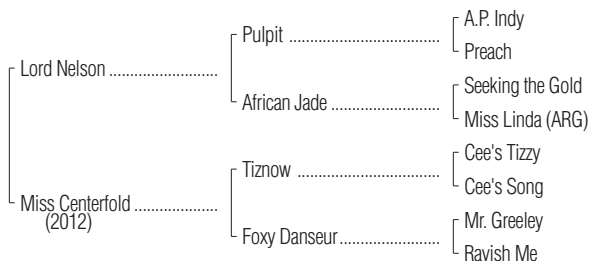 A.P. Indy
Pulpit ........................................
Preach
Lord Nelson ............................
Seeking the Gold
African Jade .............................
Miss Linda (ARG)
Cee's Tizzy
Tiznow .....................................
Cee's Song
Miss Centerfold .....................
(2012)
Mr. Greeley
Foxy Danseur..........................
Ravish Me